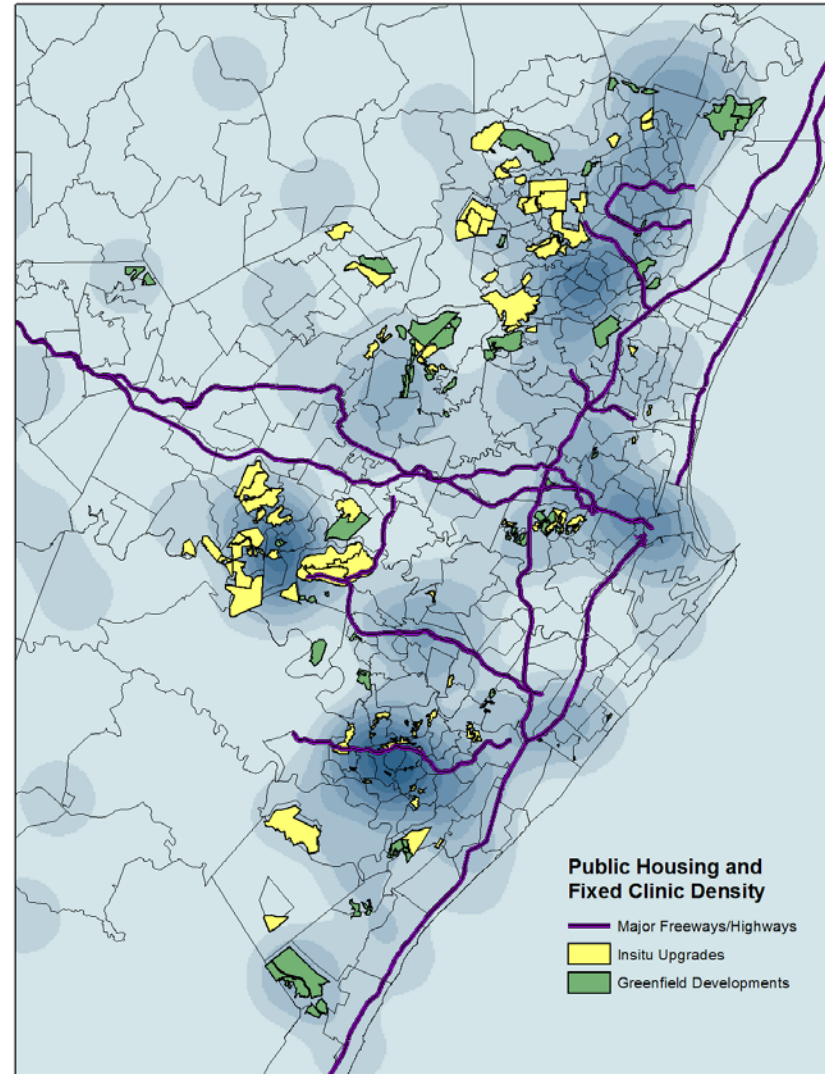 Public Housing and
Fixed Clinic Density
Major Freeways/Highways
Insitu Upgrades
Greenfield Developments